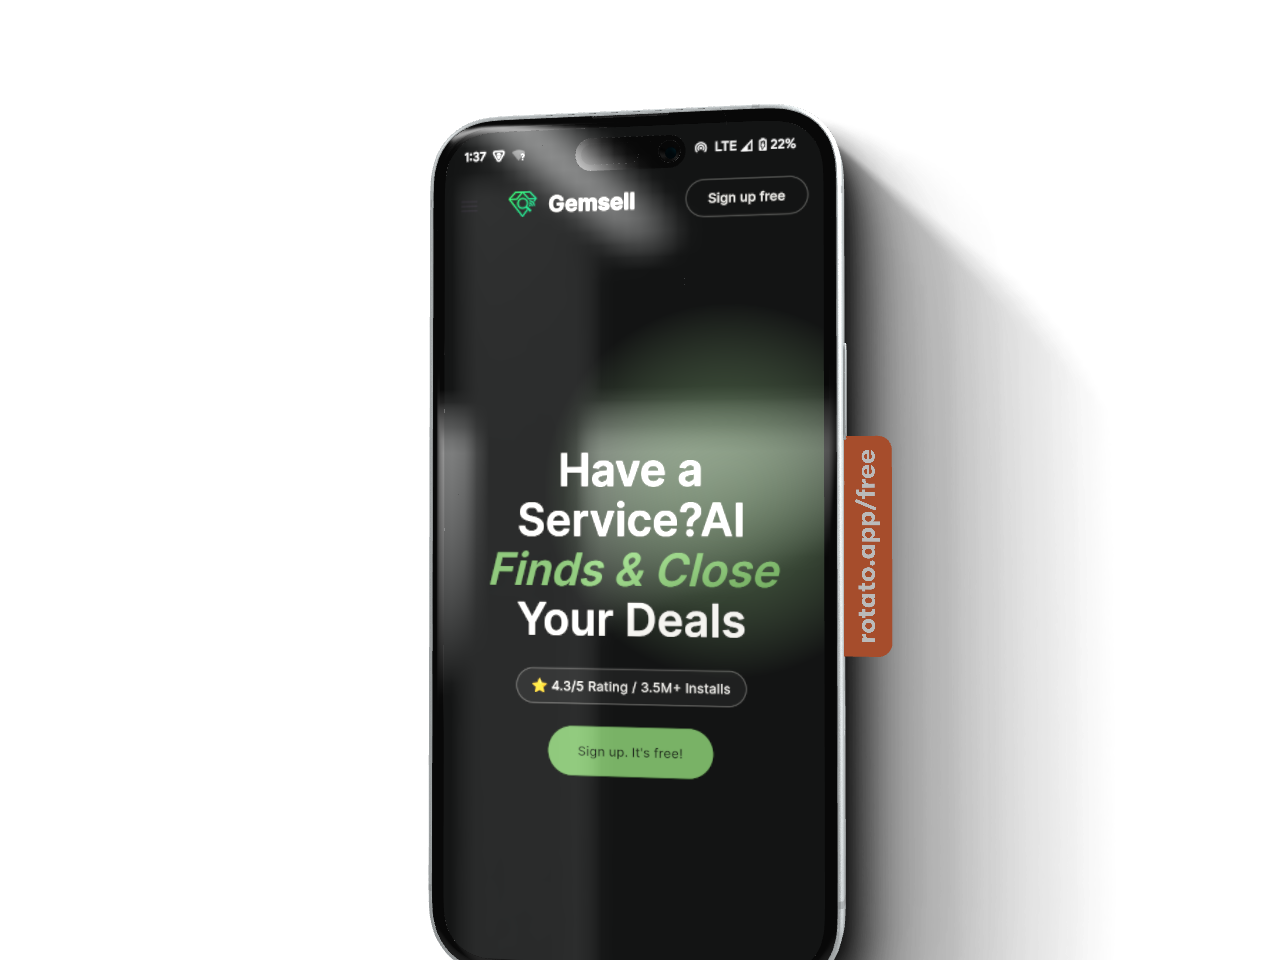 1:37
LTE 22%
Gemsell
Sign up free
Have a
Service?AI
Finds & Close
Your Deals
⭐ 4.3/5 Rating / 3.5M+ Installs
Sign up. It's free!
rotato.app/free